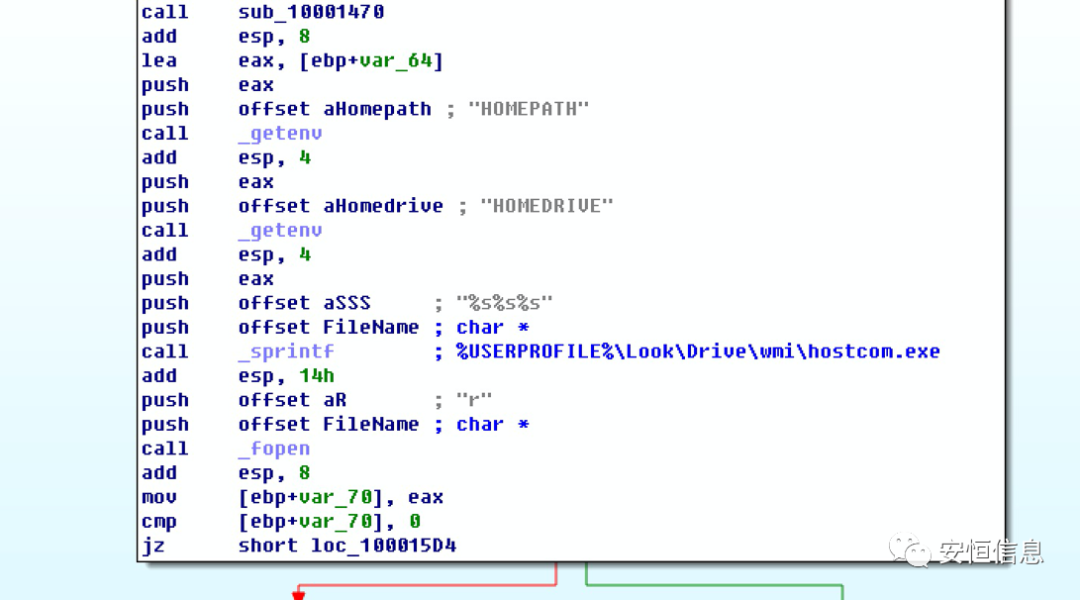 call sub_10001470
add esp, 8
lea eax, [ebp+var_64]
push eax
push offset aHomepath ; "HOMEPATH"
call _getenv
add esp, 4
push eax
push offset aHomedrive ; "HOMEDRIVE"
call _getenv
add esp, 4
push eax
push offset aSSS ; "%s%s%s"
push offset FileName ; char *
call _sprintf ; %USERPROFILE%\Look\Drive\wmi\hostcom.exe
add esp, 14h
push offset aR ; "r"
push offset FileName ; char *
call _fopen
add esp, 8
mov [ebp+var_70], eax
cmp [ebp+var_70], 0
jz short loc_100015D4
安恒信息